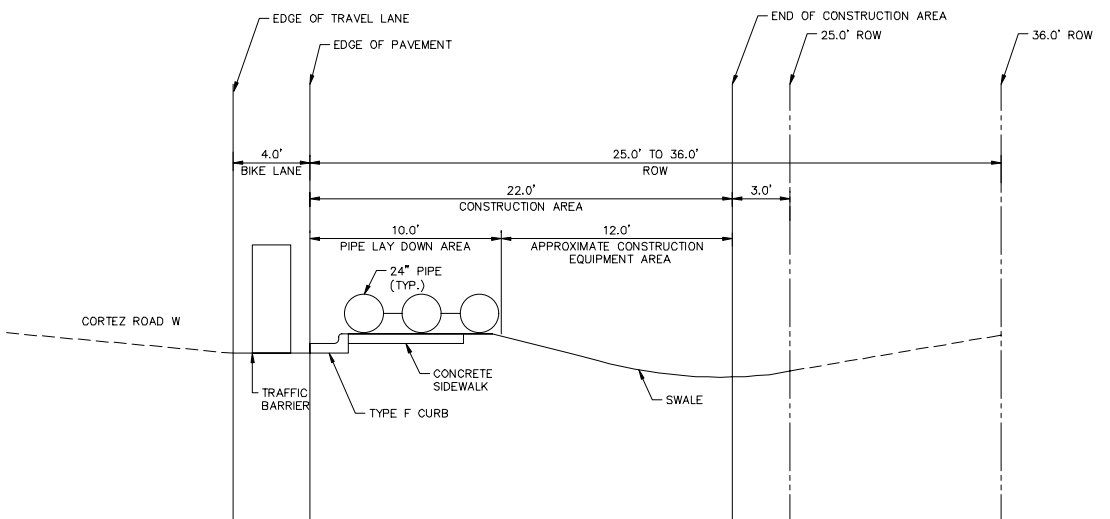 EDGE OF TRAVEL LANE
END OF CONSTRUCTION AREA
EDGE OF PAVEMENT
25.0' ROW
36.0' ROW
4.0'
BIKE LANE
25.0' TO 36.0'
ROW
22.0'
CONSTRUCTION AREA
3.0'
10.0'
PIPE LAY DOWN AREA
12.0'
APPROXIMATE CONSTRUCTION
EQUIPMENT AREA
24" PIPE
(TYP.)
CORTEZ ROAD W
CONCRETE
SIDEWALK
TRAFFIC
BARRIER
TYPE F CURB
SWALE